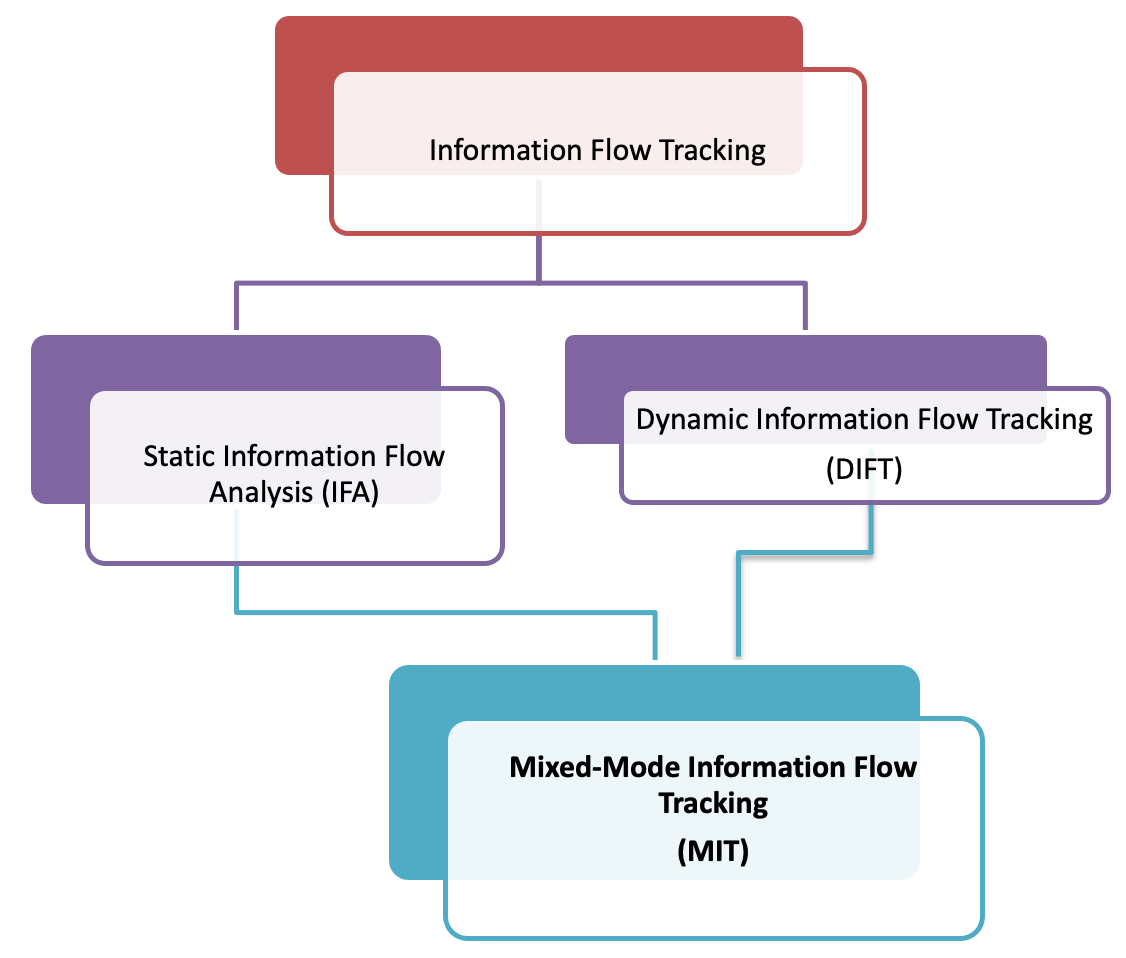 Information Flow Tracking
Static Information Flow
Analysis (IFA)
Dynamic Information Flow Tracking
(DIFT)
Mixed-Mode Information Flow
Tracking
(MIT)